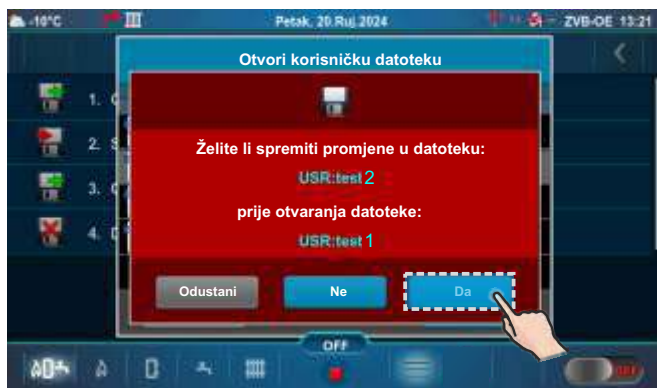 -10°C
Petak, 20.Ruj.2024
ZVB-OE 13:21
Otvori korisničku datoteku
1.
2. S
3.
4.
Želite li spremiti promjene u datoteku:
USR:test 2
prije otvaranja datoteke:
USR:test 1
Odustani
Ne
Da
OFF
OFF